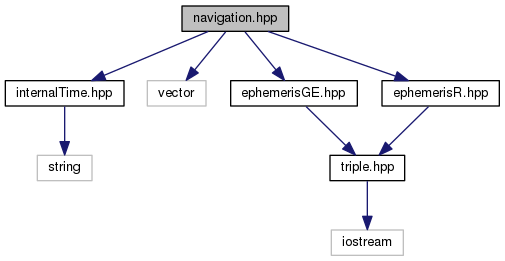 navigation.hpp
internalTime.hpp
vector
ephemerisGE.hpp
ephemerisR.hpp
string
triple.hpp
iostream